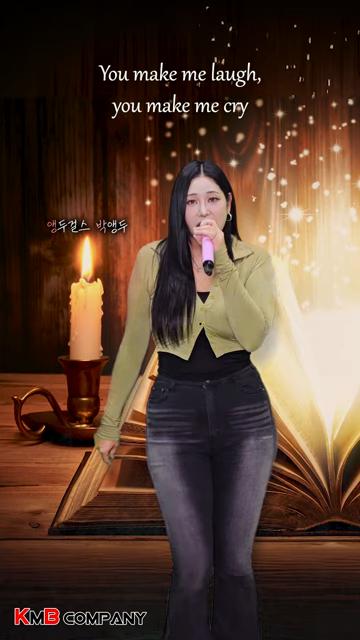 You make me laugh,
you make me cry
앵두걸스 박앵두
KMB COMPANY